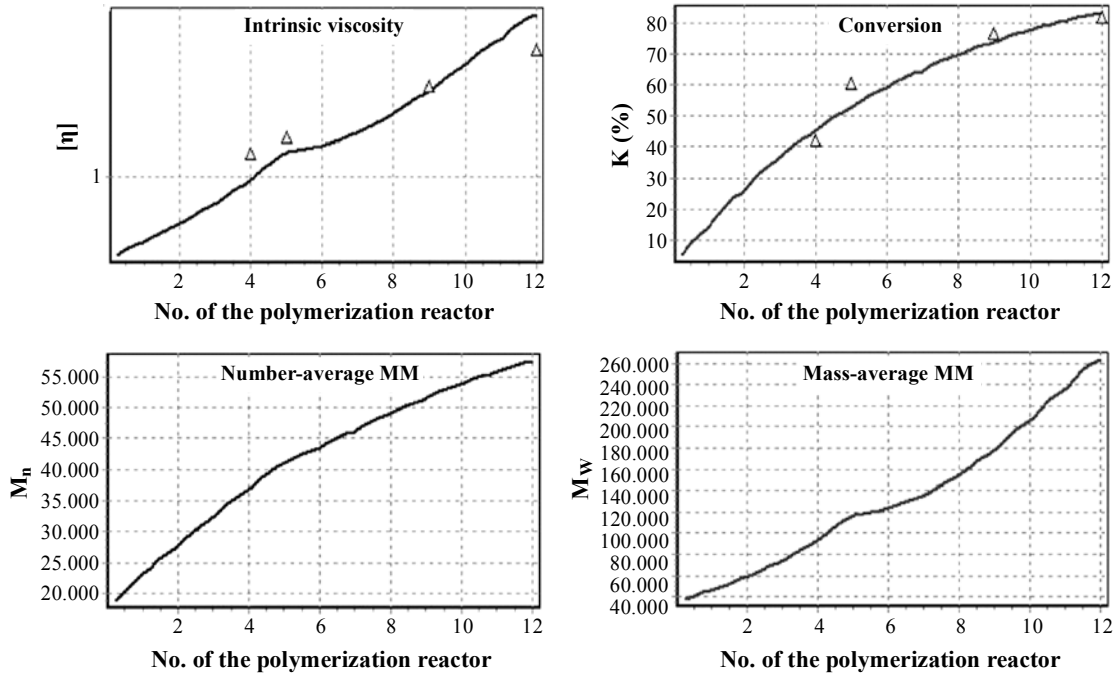 Intrinsic viscosity
[η]
1
2 4 6 8 10 12
No. of the polymerization reactor
Conversion
K (%)
80
70
60
50
40
30
20
10
2 4 6 8 10 12
No. of the polymerization reactor
Number-average MM
Mn
55.000
50.000
45.000
40.000
35.000
30.000
25.000
20.000
2 4 6 8 10 12
No. of the polymerization reactor
Mass-average MM
MW
260.000
240.000
220.000
200.000
180.000
160.000
140.000
120.000
100.000
80.000
60.000
40.000
2 4 6 8 10 12
No. of the polymerization reactor